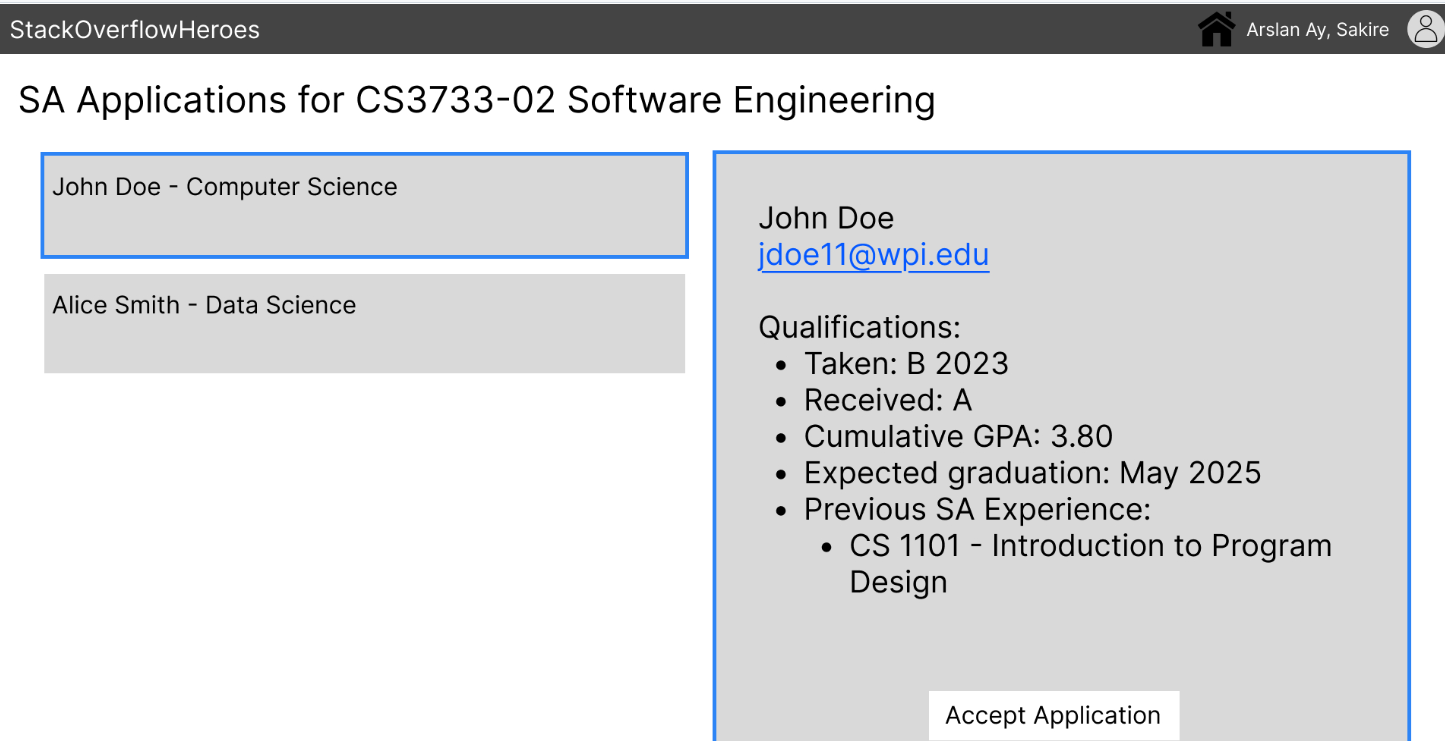 StackOverflowHeroes
Arslan Ay, Sakire
SA Applications for CS3733-02 Software Engineering
John Doe - Computer Science
Alice Smith - Data Science
John Doe
jdoe11@wpi.edu
Qualifications:
• Taken: B 2023
• Received: A
• Cumulative GPA: 3.80
• Expected graduation: May 2025
• Previous SA Experience:
• CS 1101 - Introduction to Program
Design
Accept Application